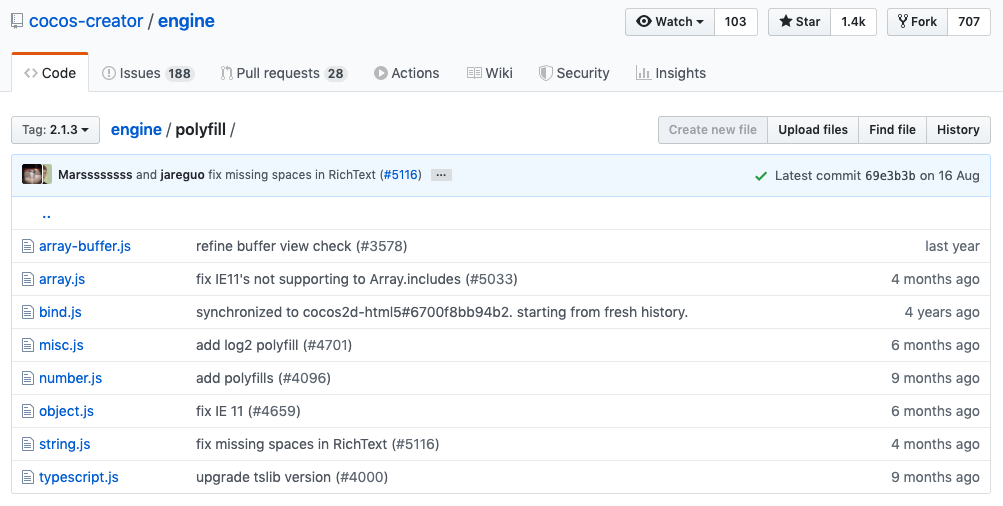 cocos-creator / engine
Watch 103 Star 1.4k Fork 707
Code Issues 188 Pull requests 28 Actions Wiki Security Insights
Tag: 2.1.3 engine / polyfill / Create new file Upload files Find file History
Marssssssss and jareguo fix missing spaces in RichText (#5116) ... Latest commit 69e3b3b on 16 Aug
..
array-buffer.js refine buffer view check (#3578) last year
array.js fix IE11's not supporting to Array.includes (#5033) 4 months ago
bind.js synchronized to cocos2d-html5#6700f8bb94b2. starting from fresh history. 4 years ago
misc.js add log2 polyfill (#4701) 6 months ago
number.js add polyfills (#4096) 9 months ago
object.js fix IE 11 (#4659) 6 months ago
string.js fix missing spaces in RichText (#5116) 4 months ago
typescript.js upgrade tslib version (#4000) 9 months ago